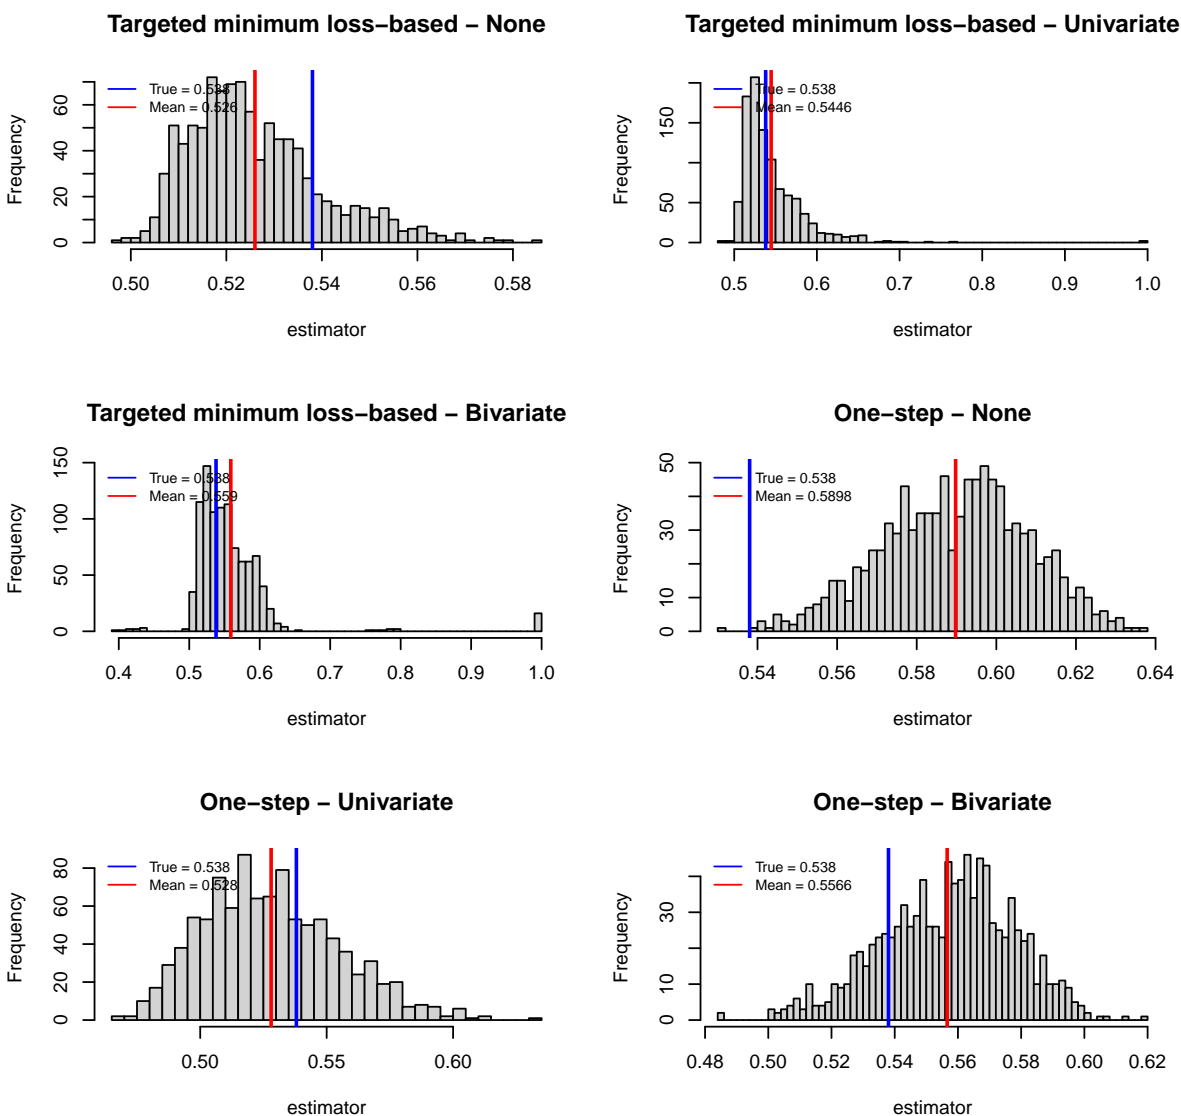 Targeted minimum loss−based − None
True = 0.538
Mean = 0.526
Frequency
0 20 40 60
0.50 0.52 0.54 0.56 0.58
estimator
Targeted minimum loss−based − Univariate
True = 0.538
Mean = 0.5446
Frequency
0 50 150
0.5 0.6 0.7 0.8 0.9 1.0
estimator
Targeted minimum loss−based − Bivariate
True = 0.538
Mean = 0.559
Frequency
0 50 100 150
0.4 0.5 0.6 0.7 0.8 0.9 1.0
estimator
One−step − None
True = 0.538
Mean = 0.5898
Frequency
0 10 30 50
0.54 0.56 0.58 0.60 0.62 0.64
estimator
One−step − Univariate
True = 0.538
Mean = 0.528
Frequency
0 20 40 60 80
0.50 0.55 0.60
estimator
One−step − Bivariate
True = 0.538
Mean = 0.5566
Frequency
0 10 30
0.48 0.50 0.52 0.54 0.56 0.58 0.60 0.62
estimator